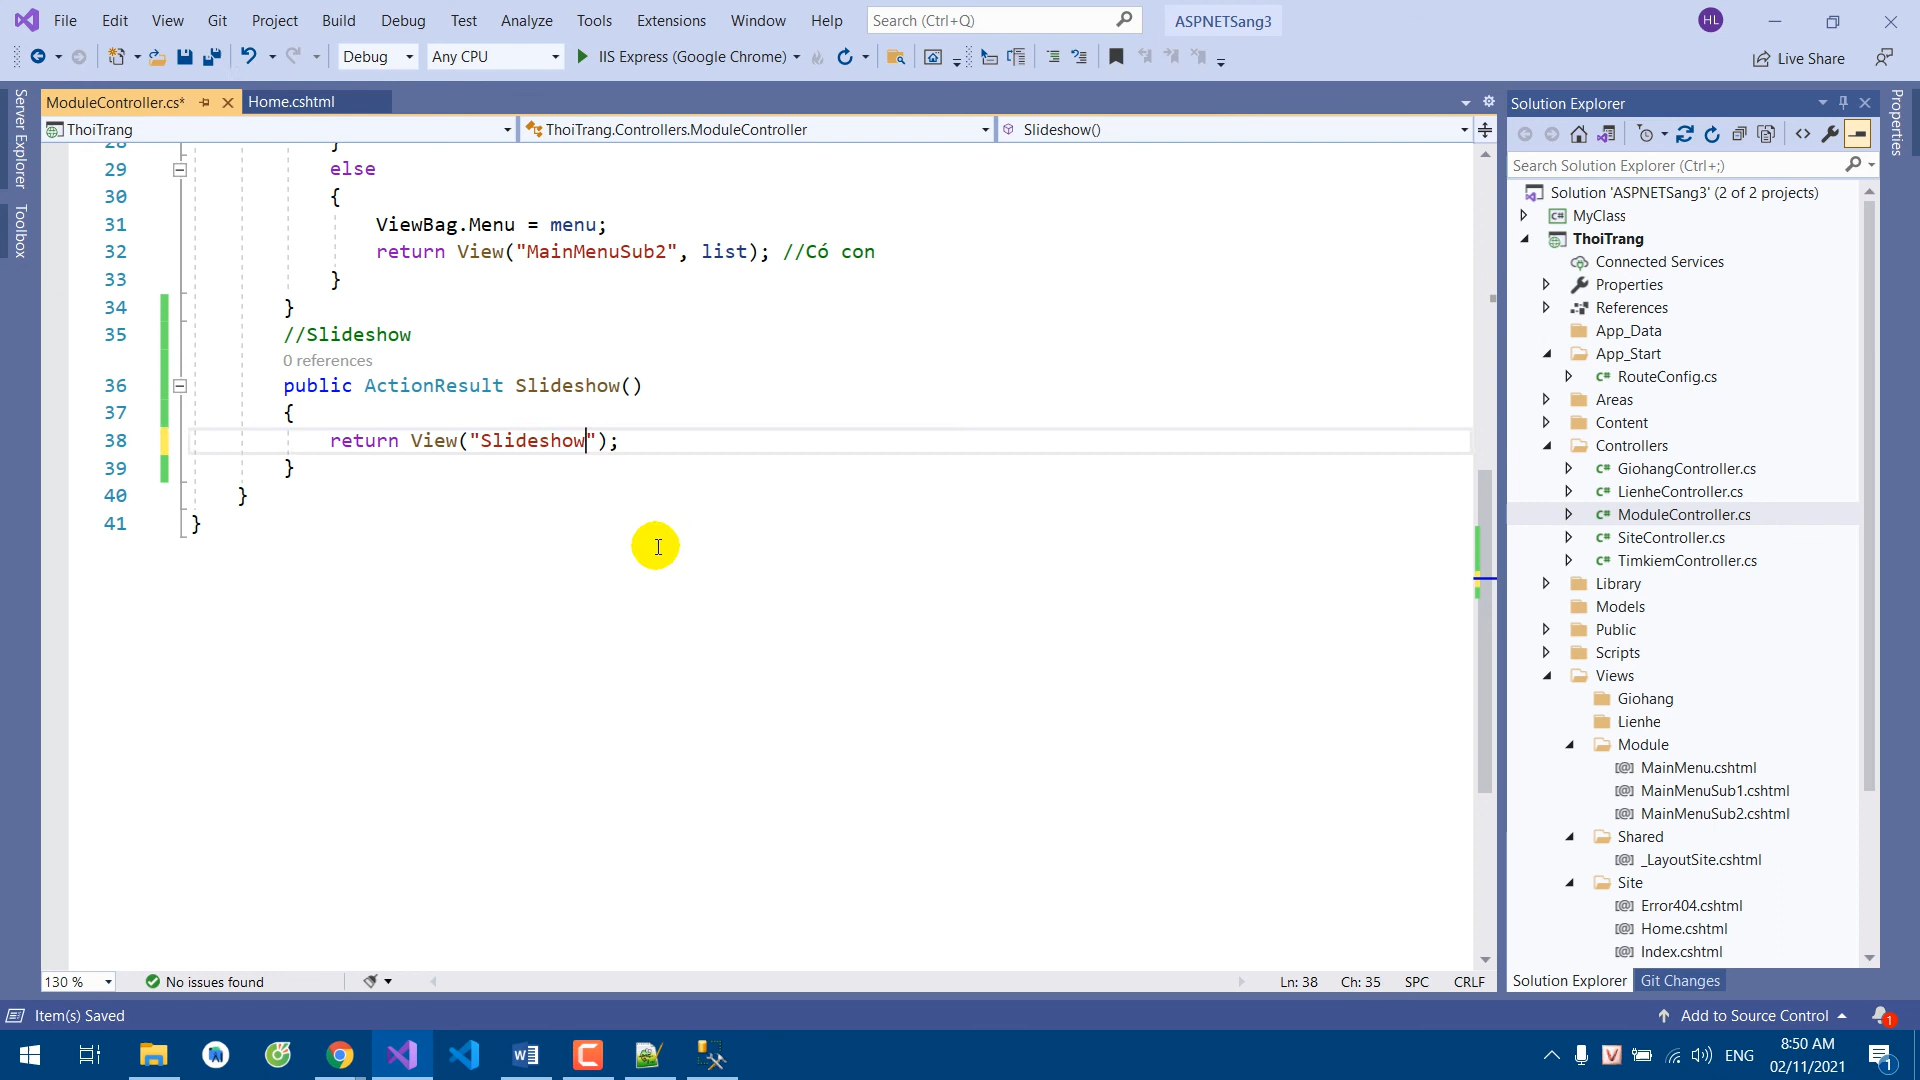 File Edit View Git Project Build Debug Test Analyze Tools Extensions Window Help Search (Ctrl+Q) ASPNETSang3 HL
Debug Any CPU IIS Express (Google Chrome) Live Share
Server Explorer
Toolbox
ModuleController.cs* Home.cshtml
ThoiTrang ThoiTrang.Controllers.ModuleController Slideshow()
28 }
29 else
30 {
31 ViewBag.Menu = menu;
32 return View("MainMenuSub2", list); //Có con
33 }
34 }
35 //Slideshow
0 references
36 public ActionResult Slideshow()
37 {
38 return View("Slideshow");
39 }
40 }
41 }
130 % No issues found Ln: 38 Ch: 35 SPC CRLF
Solution Explorer
Search Solution Explorer (Ctrl+;)
Solution 'ASPNETSang3' (2 of 2 projects)
C# MyClass
ThoiTrang
Connected Services
Properties
References
App_Data
App_Start
C# RouteConfig.cs
Areas
Content
Controllers
C# GiohangController.cs
C# LienheController.cs
C# ModuleController.cs
C# SiteController.cs
C# TimkiemController.cs
Library
Models
Public
Scripts
Views
Giohang
Lienhe
Module
[@] MainMenu.cshtml
[@] MainMenuSub1.cshtml
[@] MainMenuSub2.cshtml
Shared
[@] _LayoutSite.cshtml
Site
[@] Error404.cshtml
[@] Home.cshtml
[@] Index.cshtml
Solution Explorer Git Changes
Properties
Item(s) Saved Add to Source Control 1
ENG 8:50 AM
02/11/2021 1